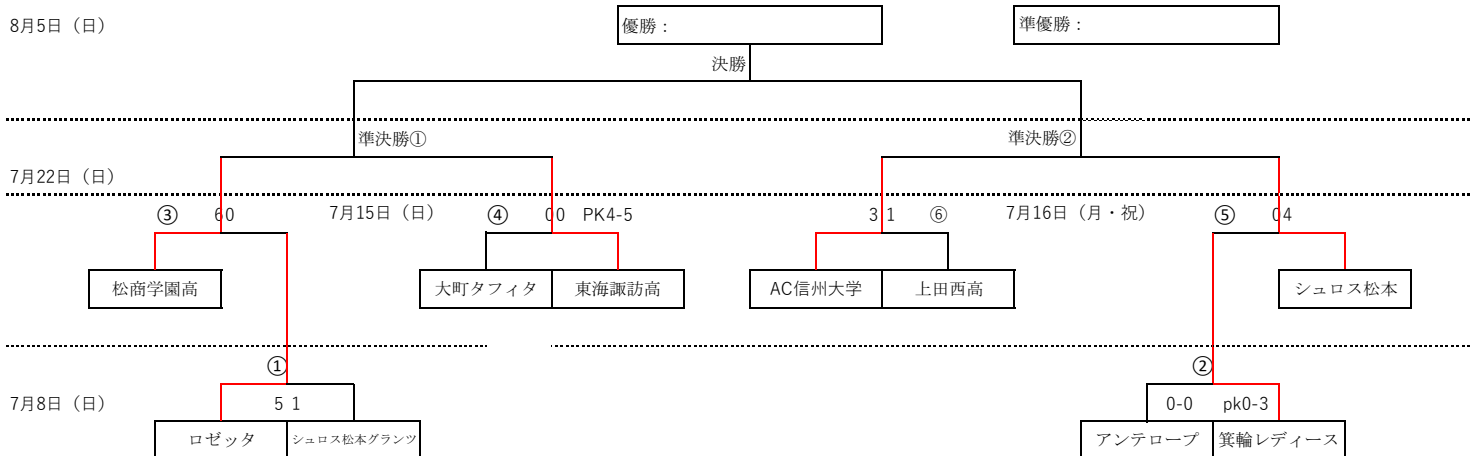 8月5日（日）
優勝：
準優勝：
決勝
準決勝①
準決勝②
7月22日（日）
③ 6 0 7月15日（日） ④ 0 0 PK4-5 3 1 ⑥ 7月16日（月・祝） ⑤ 0 4
松商学園高 大町タフィタ 東海諏訪高 AC信州大学 上田西高 シュロス松本
① ②
7月8日（日） 5 1 0-0 pk0-3
ロゼッタ シュロス松本グランツ アンテロープ 箕輪レディース